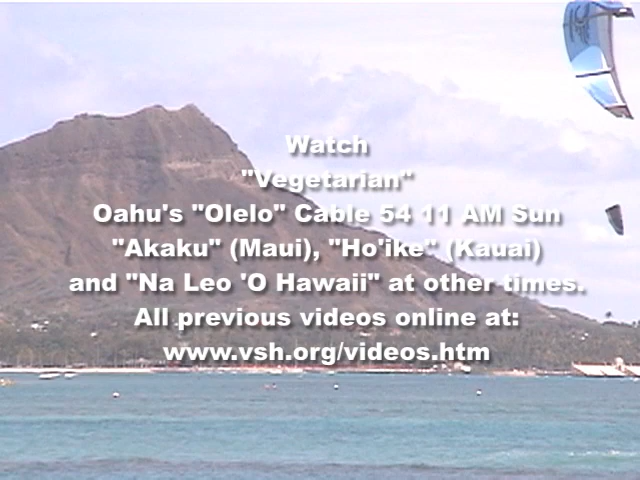 Watch
"Vegetarian"
Oahu's "Olelo" Cable 54 11 AM Sun
"Akaku" (Maui), "Ho'ike" (Kauai)
and "Na Leo 'O Hawaii" at other times.
All previous videos online at:
www.vsh.org/videos.htm